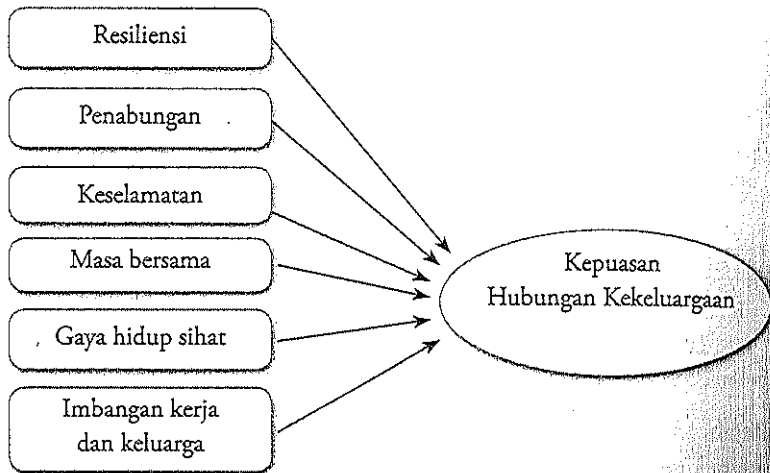 Resiliensi
Penabungan
Keselamatan
Masa bersama
Gaya hidup sihat
Imbangan kerja
dan keluarga
Kepuasan
Hubungan Kekeluargaan